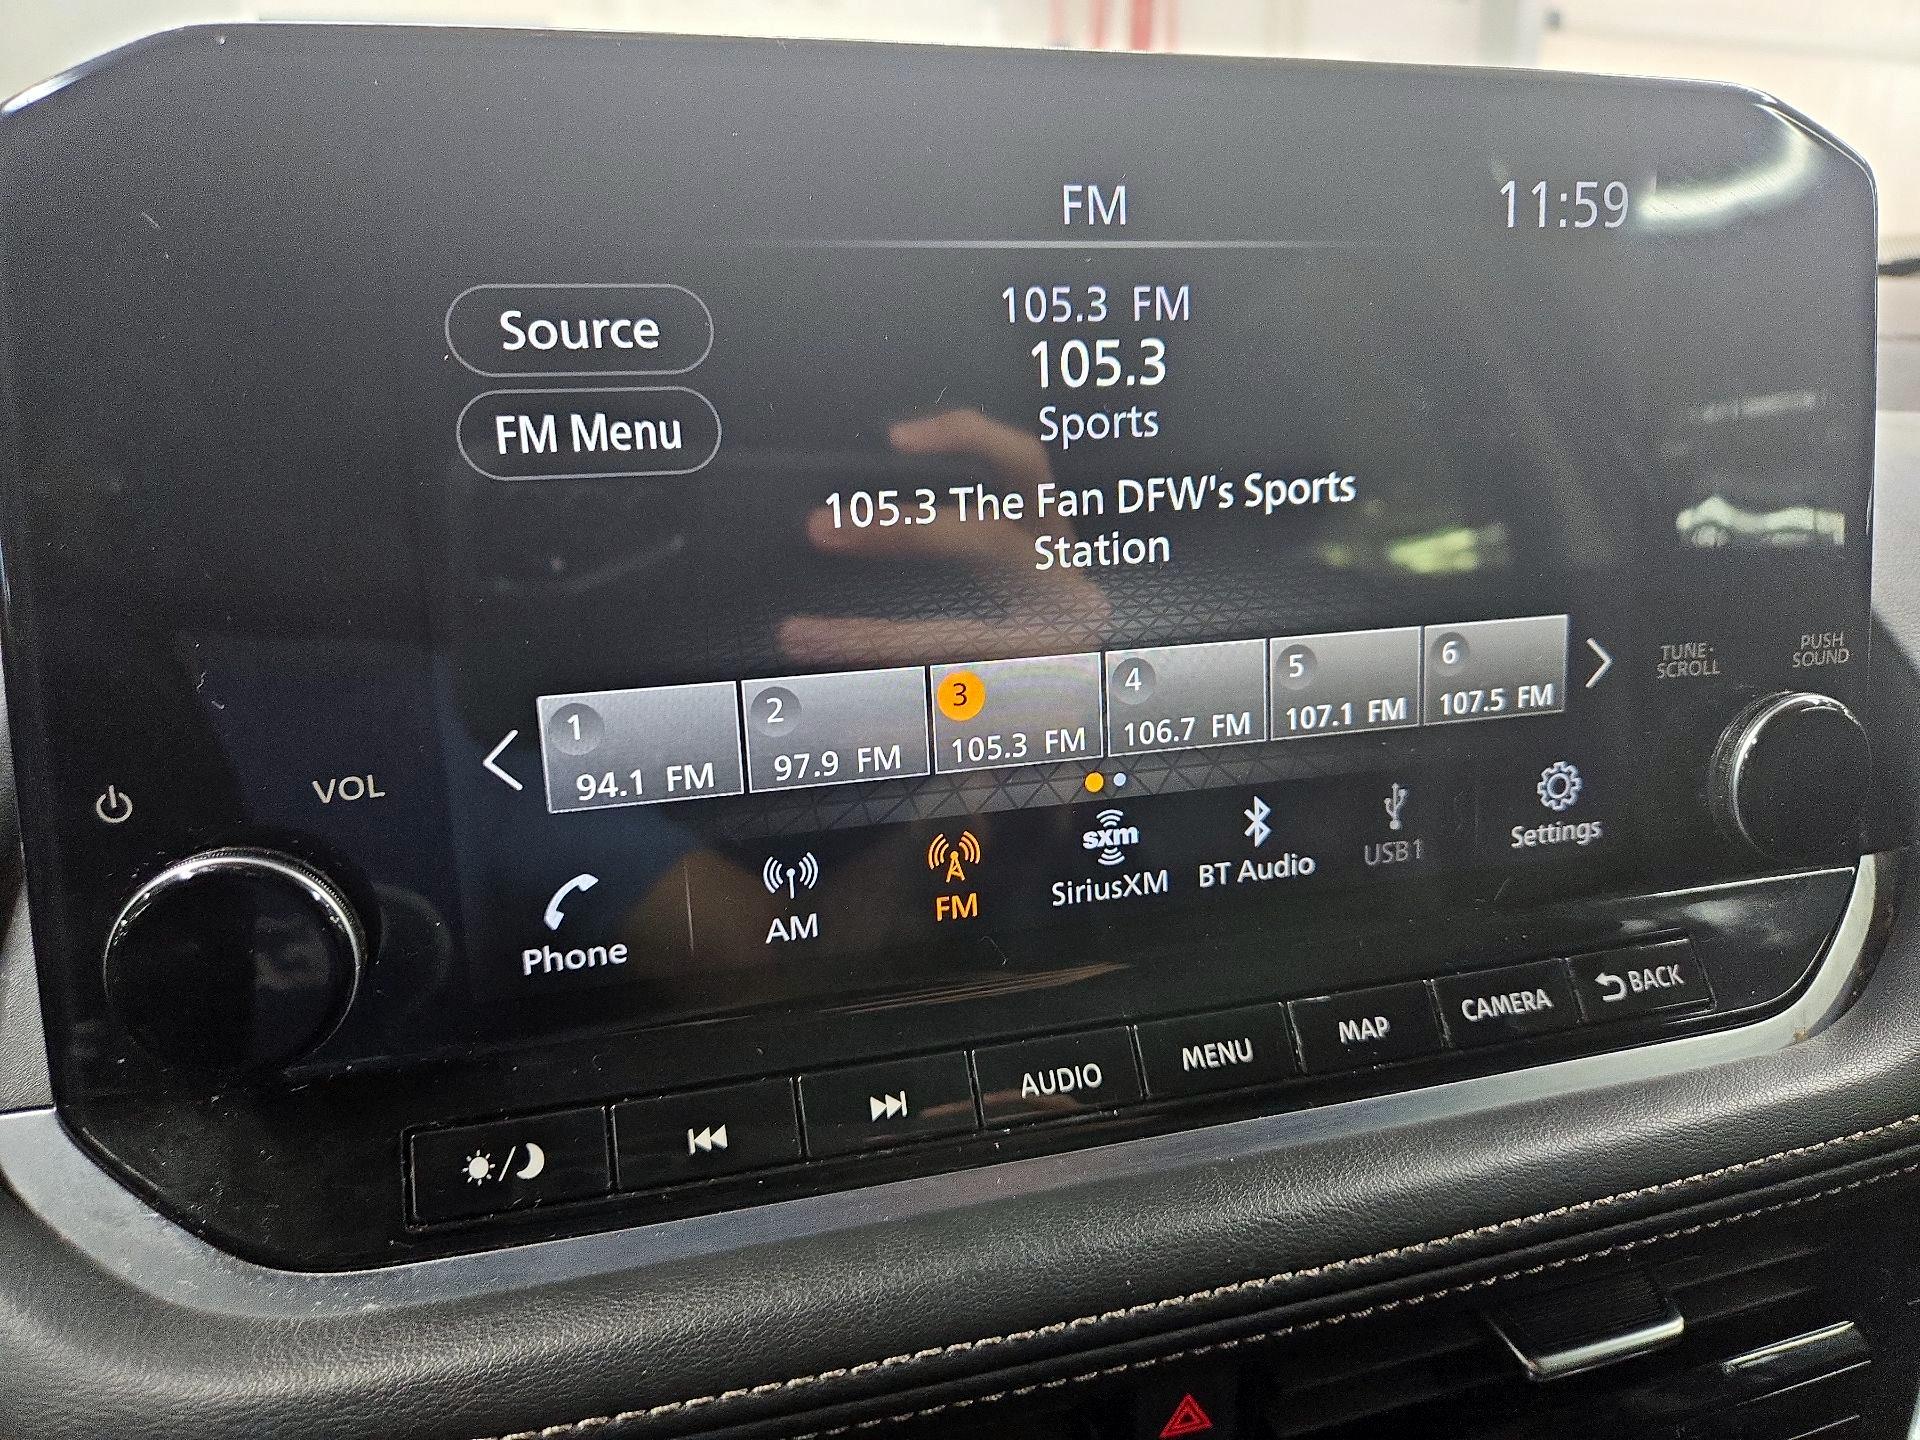 FM
11:59
Source
FM Menu
105.3 FM
105.3
Sports
105.3 The Fan DFW's Sports
Station
1
94.1 FM
2
97.9 FM
3
105.3 FM
4
106.7 FM
5
107.1 FM
6
107.5 FM
TUNE·
SCROLL
PUSH
SOUND
VOL
Phone
AM
FM
sxm
SiriusXM
BT Audio
USB1
Settings
AUDIO
MENU
MAP
CAMERA
BACK